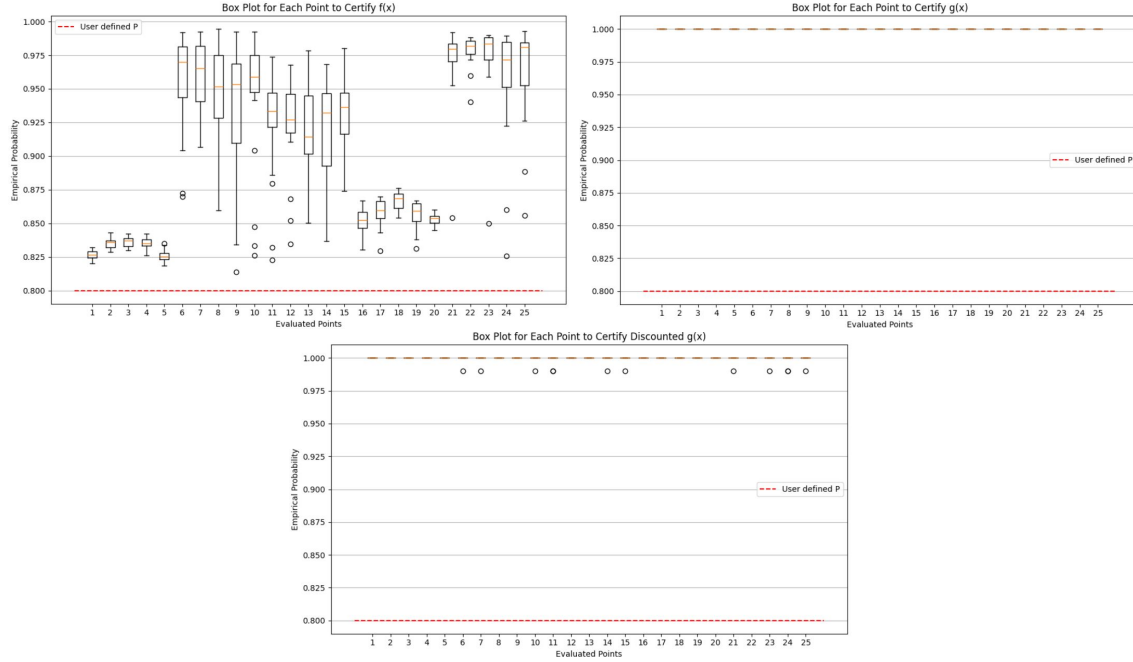 Box Plot for Each Point to Certify f(x)
1.000
0.975
0.950
0.925
0.900
0.875
0.850
0.825
0.800
Empirical Probability
User defined P
1 2 3 4 5 6 7 8 9 10 11 12 13 14 15 16 17 18 19 20 21 22 23 24 25
Evaluated Points
Box Plot for Each Point to Certify g(x)
1.000
0.975
0.950
0.925
0.900
0.875
0.850
0.825
0.800
Empirical Probability
User defined P
1 2 3 4 5 6 7 8 9 10 11 12 13 14 15 16 17 18 19 20 21 22 23 24 25
Evaluated Points
Box Plot for Each Point to Certify Discounted g(x)
1.000
0.975
0.950
0.925
0.900
0.875
0.850
0.825
0.800
Empirical Probability
User defined P
1 2 3 4 5 6 7 8 9 10 11 12 13 14 15 16 17 18 19 20 21 22 23 24 25
Evaluated Points